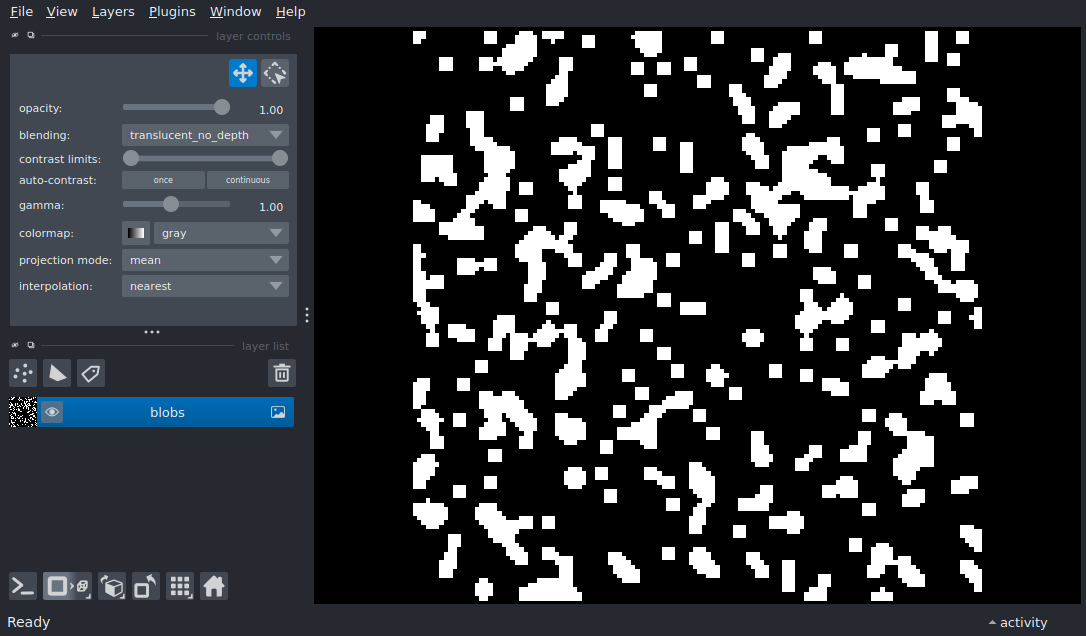 File View Layers Plugins Window Help
layer controls
opacity: 1.00
blending: translucent_no_depth
contrast limits:
auto-contrast: once continuous
gamma: 1.00
colormap: gray
projection mode: mean
interpolation: nearest
layer list
blobs
Ready activity